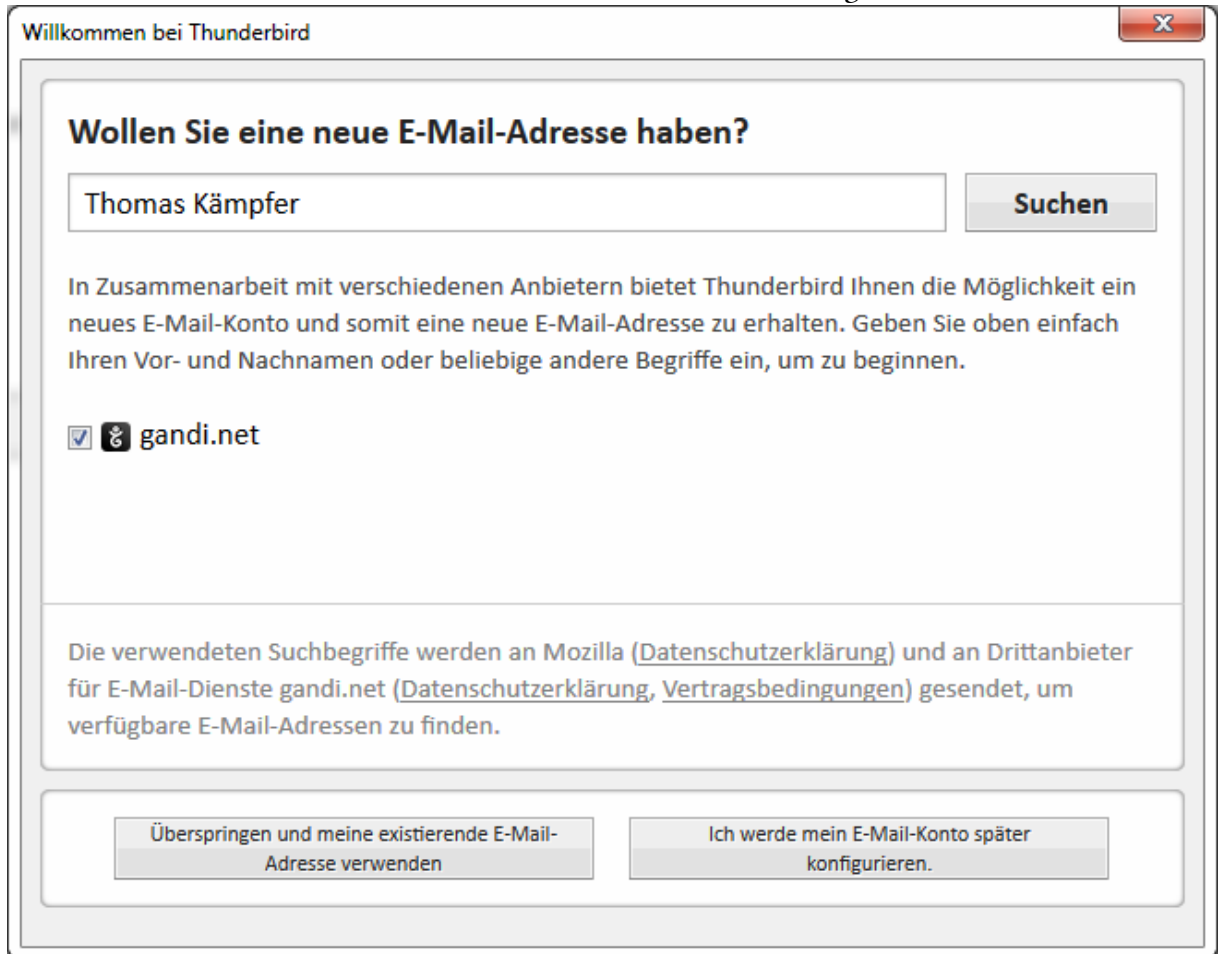 Willkommen bei Thunderbird
Wollen Sie eine neue E-Mail-Adresse haben?
Thomas Kämpfer
Suchen
In Zusammenarbeit mit verschiedenen Anbietern bietet Thunderbird Ihnen die Möglichkeit ein
neues E-Mail-Konto und somit eine neue E-Mail-Adresse zu erhalten. Geben Sie oben einfach
Ihren Vor- und Nachnamen oder beliebige andere Begriffe ein, um zu beginnen.
gandi.net
Die verwendeten Suchbegriffe werden an Mozilla (Datenschutzerklärung) und an Drittanbieter
für E-Mail-Dienste gandi.net (Datenschutzerklärung, Vertragsbedingungen) gesendet, um
verfügbare E-Mail-Adressen zu finden.
Überspringen und meine existierende E-Mail-
Adresse verwenden
Ich werde mein E-Mail-Konto später
konfigurieren.